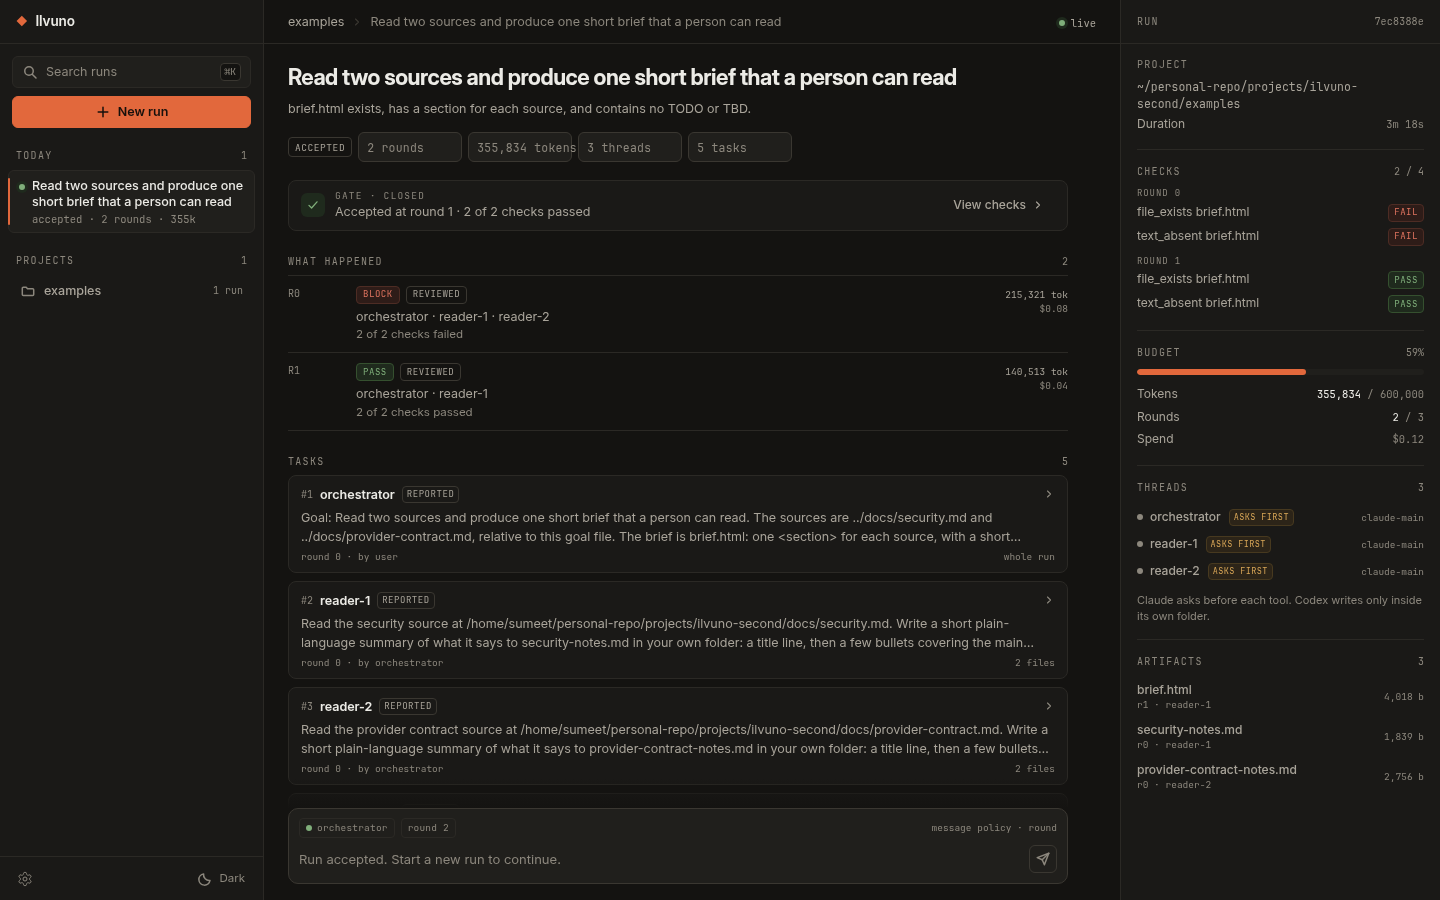 Ilvuno
Search runs
⌘K
New run
TODAY 1
Read two sources and produce one
short brief that a person can read
accepted · 2 rounds · 355k
PROJECTS 1
examples 1 run
Dark
examples › Read two sources and produce one short brief that a person can read
live
Read two sources and produce one short brief that a person can read
brief.html exists, has a section for each source, and contains no TODO or TBD.
ACCEPTED 2 rounds 355,834 tokens 3 threads 5 tasks
GATE · CLOSED
Accepted at round 1 · 2 of 2 checks passed
View checks
WHAT HAPPENED 2
R0 BLOCK REVIEWED 215,321 tok
$0.08
orchestrator · reader-1 · reader-2
2 of 2 checks failed
R1 PASS REVIEWED 140,513 tok
$0.04
orchestrator · reader-1
2 of 2 checks passed
TASKS 5
#1 orchestrator REPORTED
Goal: Read two sources and produce one short brief that a person can read. The sources are ../docs/security.md and
../docs/provider-contract.md, relative to this goal file. The brief is brief.html: one <section> for each source, with a short...
round 0 · by user whole run
#2 reader-1 REPORTED
Read the security source at /home/sumeet/personal-repo/projects/ilvuno-second/docs/security.md. Write a short plain-
language summary of what it says to security-notes.md in your own folder: a title line, then a few bullets covering the main...
round 0 · by orchestrator 2 files
#3 reader-2 REPORTED
Read the provider contract source at /home/sumeet/personal-repo/projects/ilvuno-second/docs/provider-contract.md. Write a
short plain-language summary of what it says to provider-contract-notes.md in your own folder: a title line, then a few bullets...
round 0 · by orchestrator 2 files
orchestrator round 2 message policy · round
Run accepted. Start a new run to continue.
RUN 7ec8388e
PROJECT
~/personal-repo/projects/ilvuno-
second/examples
Duration 3m 18s
CHECKS 2 / 4
ROUND 0
file_exists brief.html FAIL
text_absent brief.html FAIL
ROUND 1
file_exists brief.html PASS
text_absent brief.html PASS
BUDGET 59%
Tokens 355,834 / 600,000
Rounds 2 / 3
Spend $0.12
THREADS 3
orchestrator ASKS FIRST claude-main
reader-1 ASKS FIRST claude-main
reader-2 ASKS FIRST claude-main
Claude asks before each tool. Codex writes only inside
its own folder.
ARTIFACTS 3
brief.html 4,018 b
r1 · reader-1
security-notes.md 1,839 b
r0 · reader-1
provider-contract-notes.md 2,756 b
r0 · reader-2